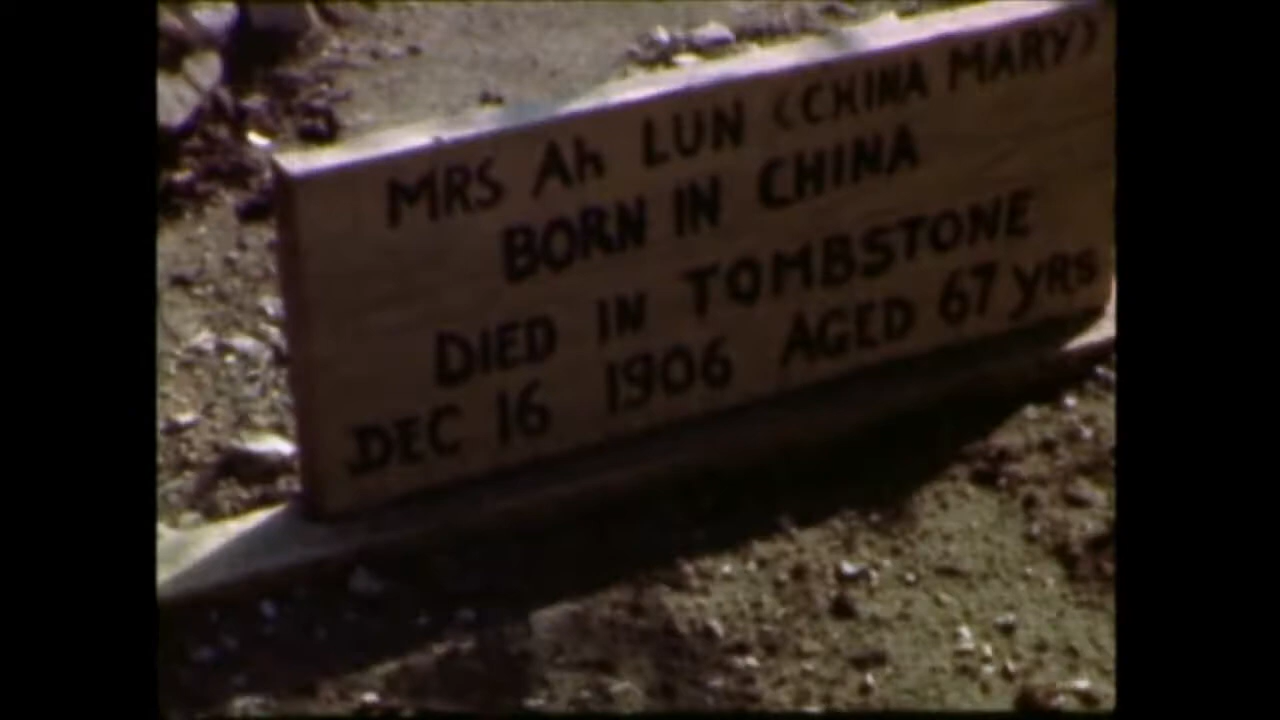 MRS Ah LUN (CHINA MARY)
BORN IN CHINA
DIED IN TOMBSTONE
DEC 16 1906 AGED 67 yRS